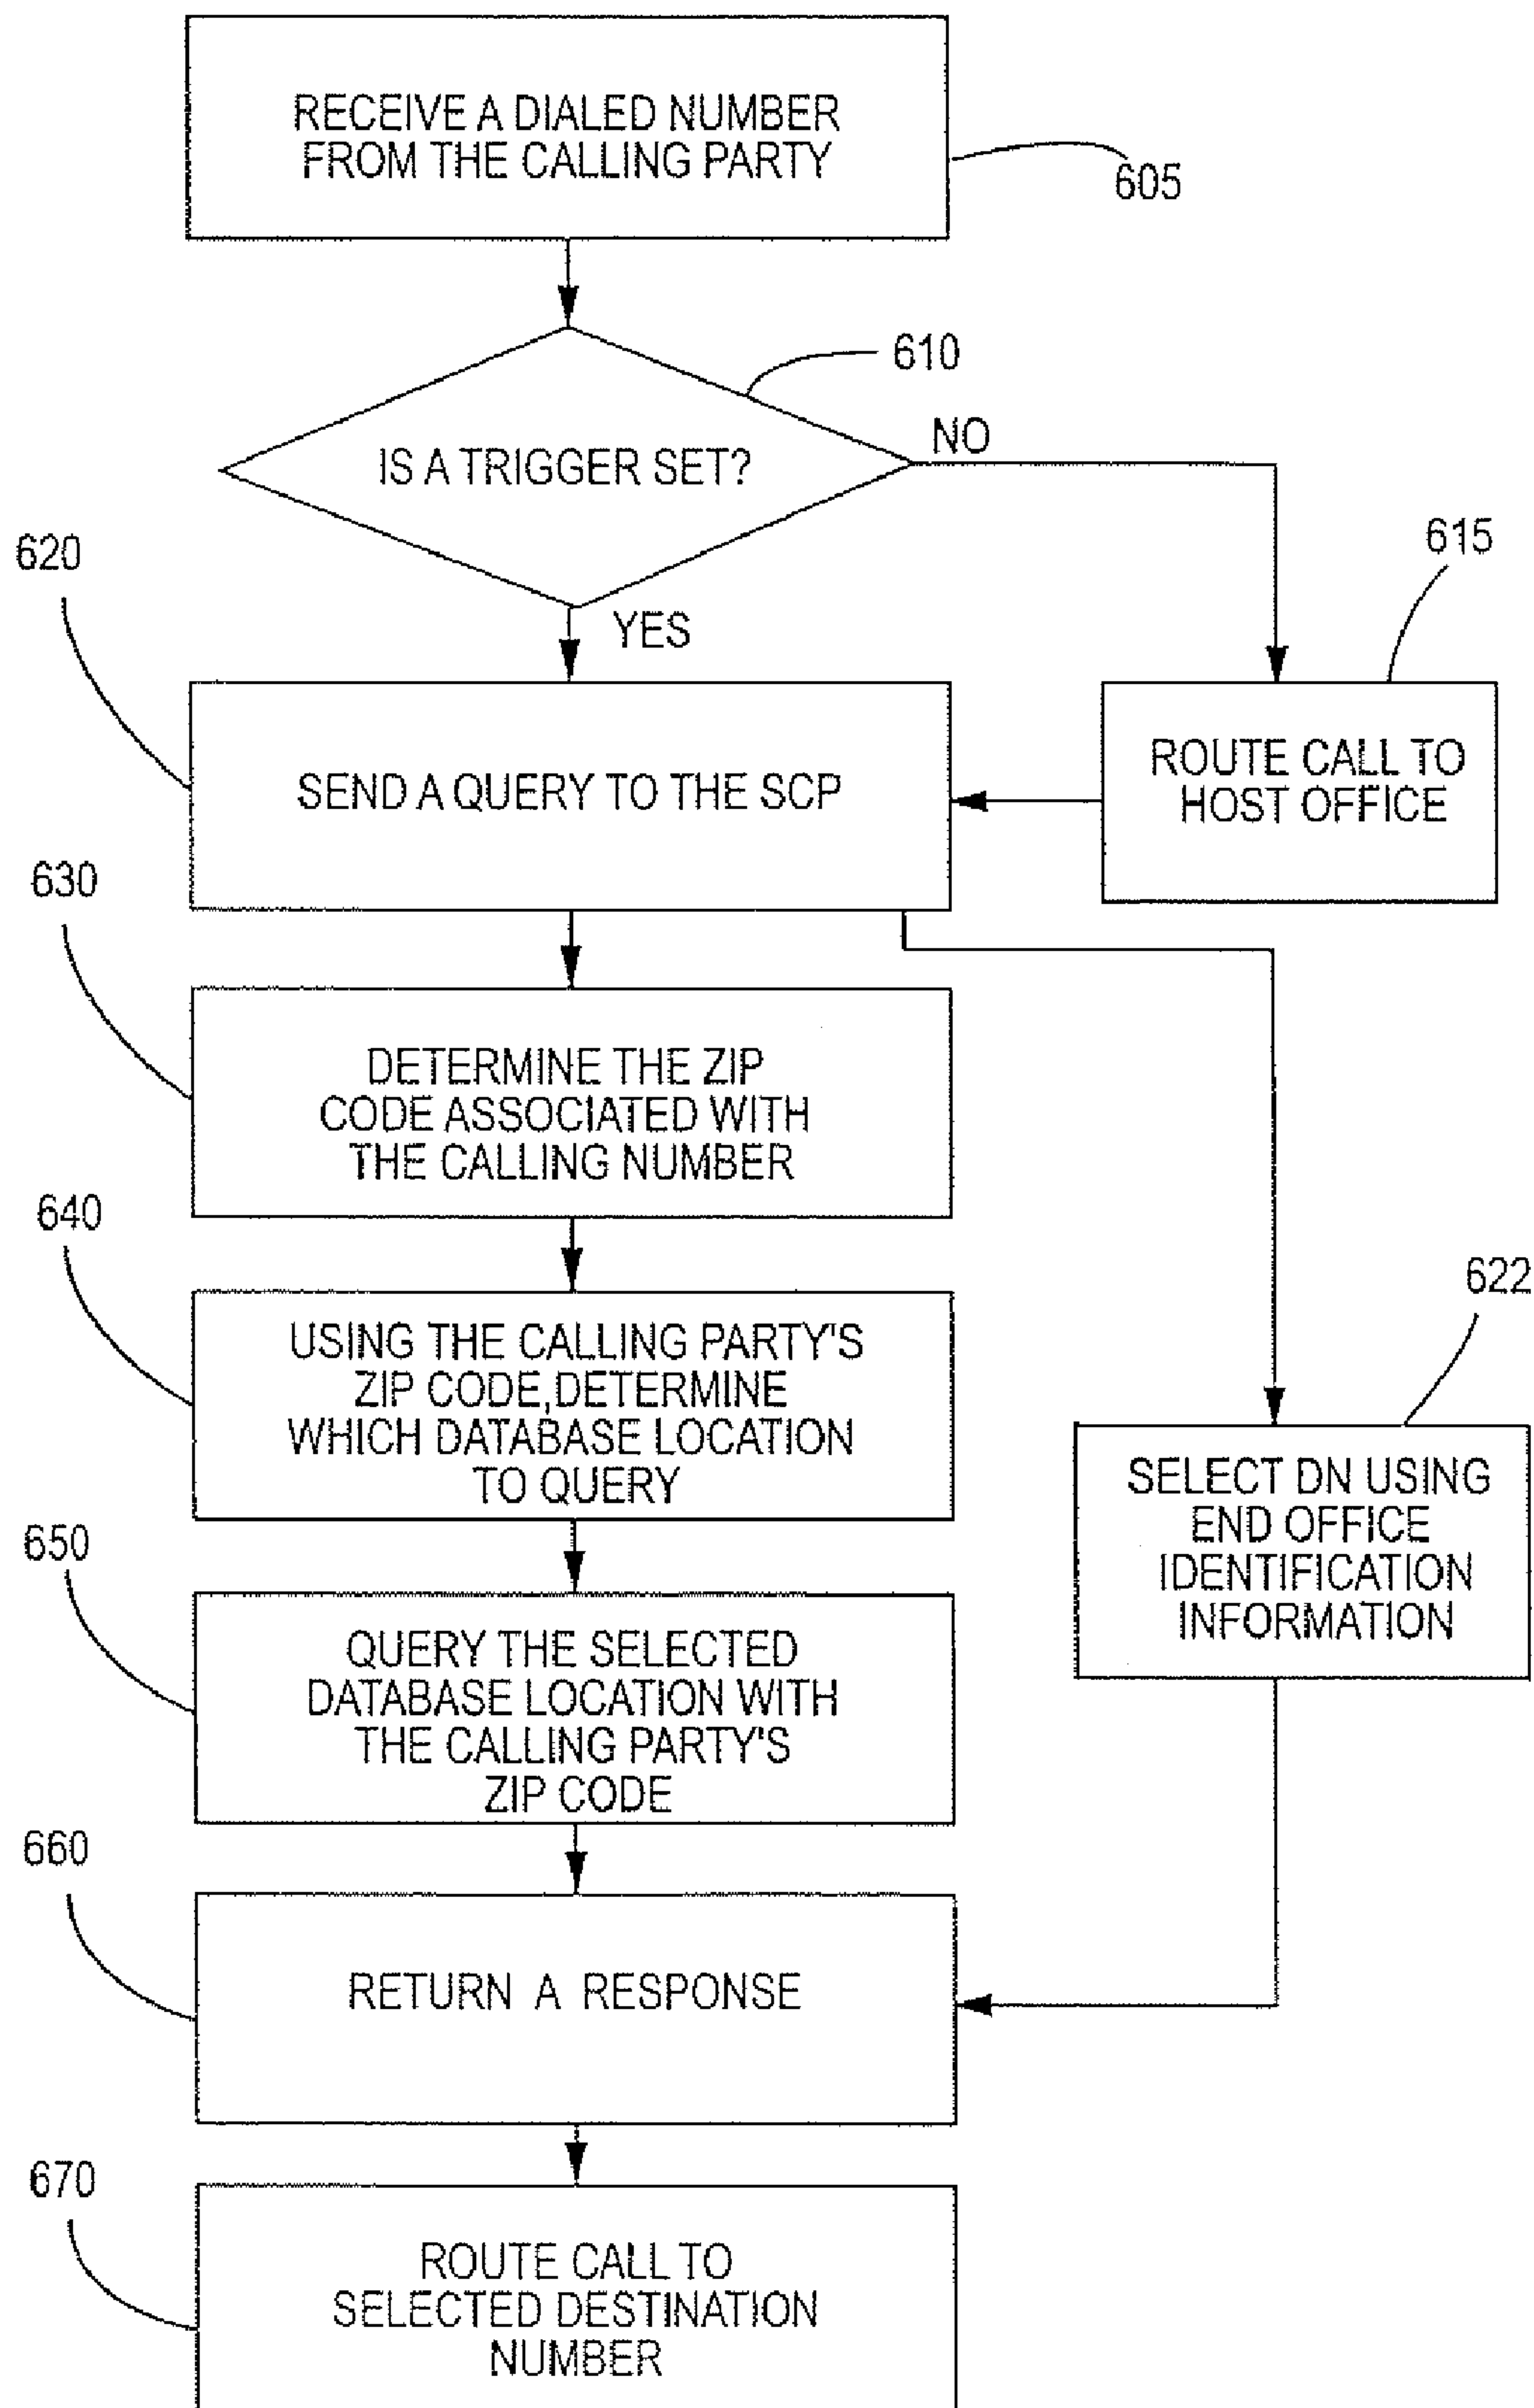 RECEIVE A DIALED NUMBER
FROM THE CALLING PARTY
605
610
IS A TRIGGER SET?
NO
YES
615
ROUTE CALL TO
HOST OFFICE
620
SEND A QUERY TO THE SCP
630
DETERMINE THE ZIP
CODE ASSOCIATED WITH
THE CALLING NUMBER
640
USING THE CALLING PARTY'S
ZIP CODE,DETERMINE
WHICH DATABASE LOCATION
TO QUERY
622
SELECT DN USING
END OFFICE
IDENTIFICATION
INFORMATION
650
QUERY THE SELECTED
DATABASE LOCATION WITH
THE CALLING PARTY'S
ZIP CODE
660
RETURN A RESPONSE
670
ROUTE CALL TO
SELECTED DESTINATION
NUMBER